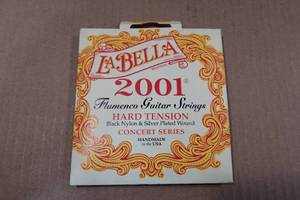 LA BELLA
2001®
Flamenco Guitar Strings
HARD TENSION
Black Nylon & Silver Plated Wound
CONCERT SERIES
HANDMADE
in the USA